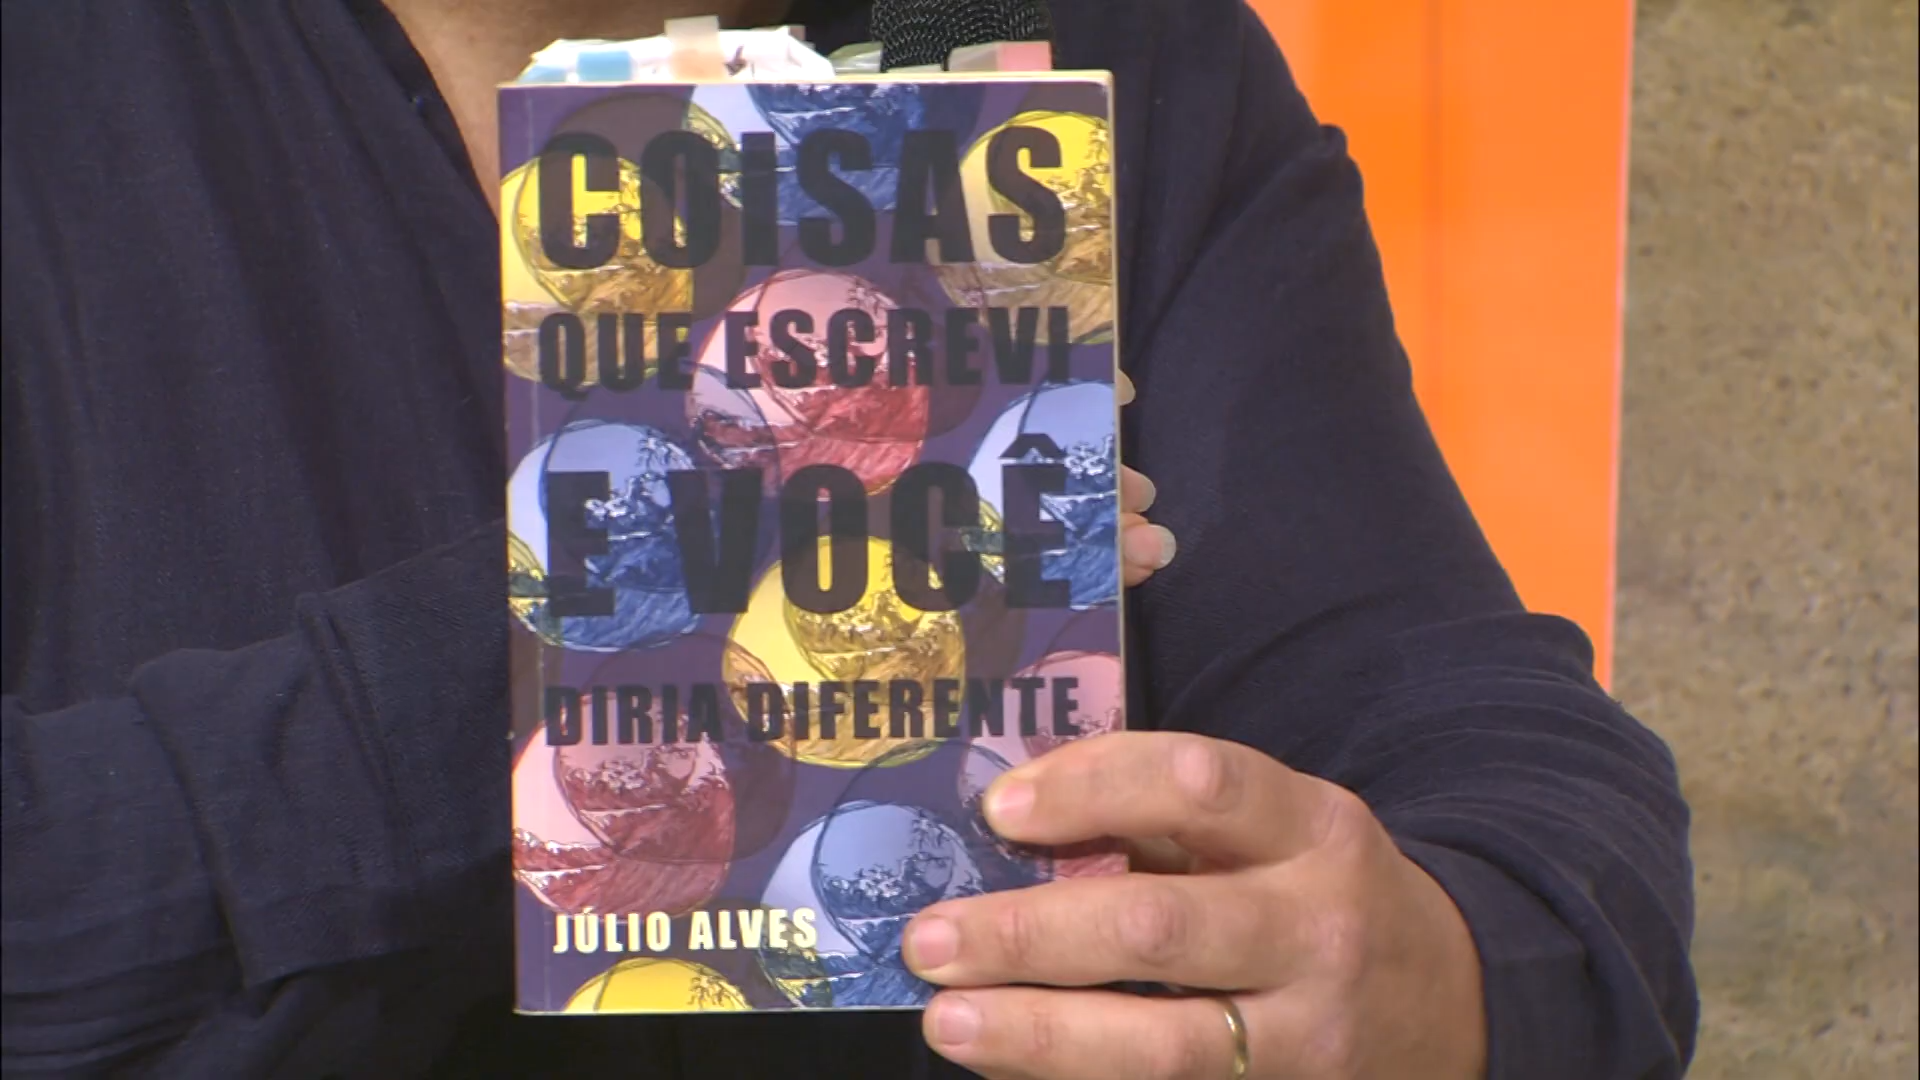 COISAS
QUE ESCREVI
E VOCÊ
DIRIA DIFERENTE
JÚLIO ALVES